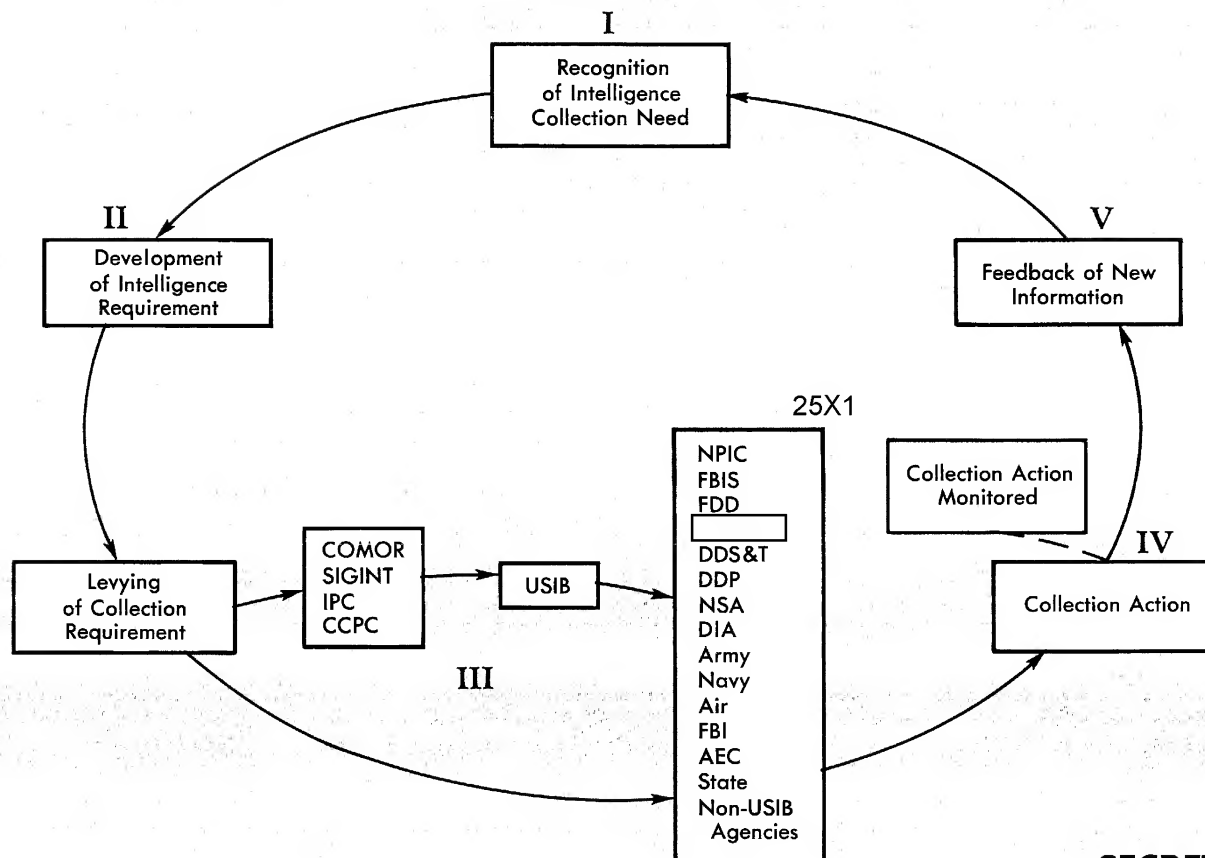 I
Recognition
of Intelligence
Collection Need
II
Development
of Intelligence
Requirement
V
Feedback of New
Information
25X1
NPIC
FBIS
FDD
DDS&T
DDP
NSA
DIA
Army
Navy
Air
FBI
AEC
State
Non-USIB
Agencies
Collection Action
Monitored
IV
Collection Action
Levying
of Collection
Requirement
COMOR
SIGINT
IPC
CCPC
USIB
III